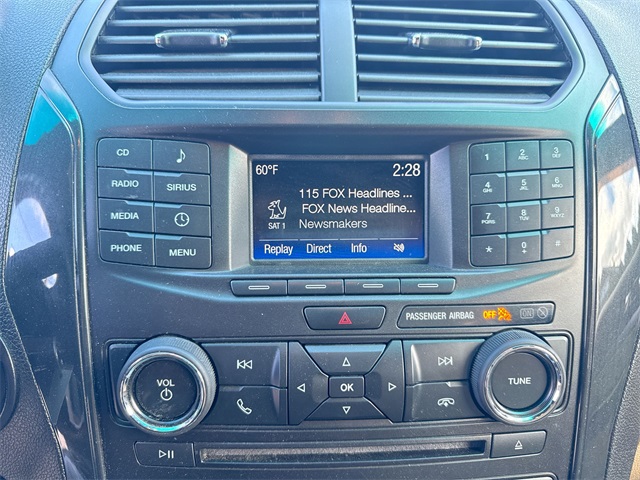 60°F 2:28
115 FOX Headlines ...
FOX News Headline...
SAT 1 Newsmakers
Replay Direct Info
CD
RADIO SIRIUS
MEDIA
PHONE MENU
1 2 ABC 3 DEF
4 GHI 5 JKL 6 MNO
7 PQRS 8 TUV 9 WXYZ
* 0 + #
PASSENGER AIRBAG OFF ON
VOL
OK
TUNE